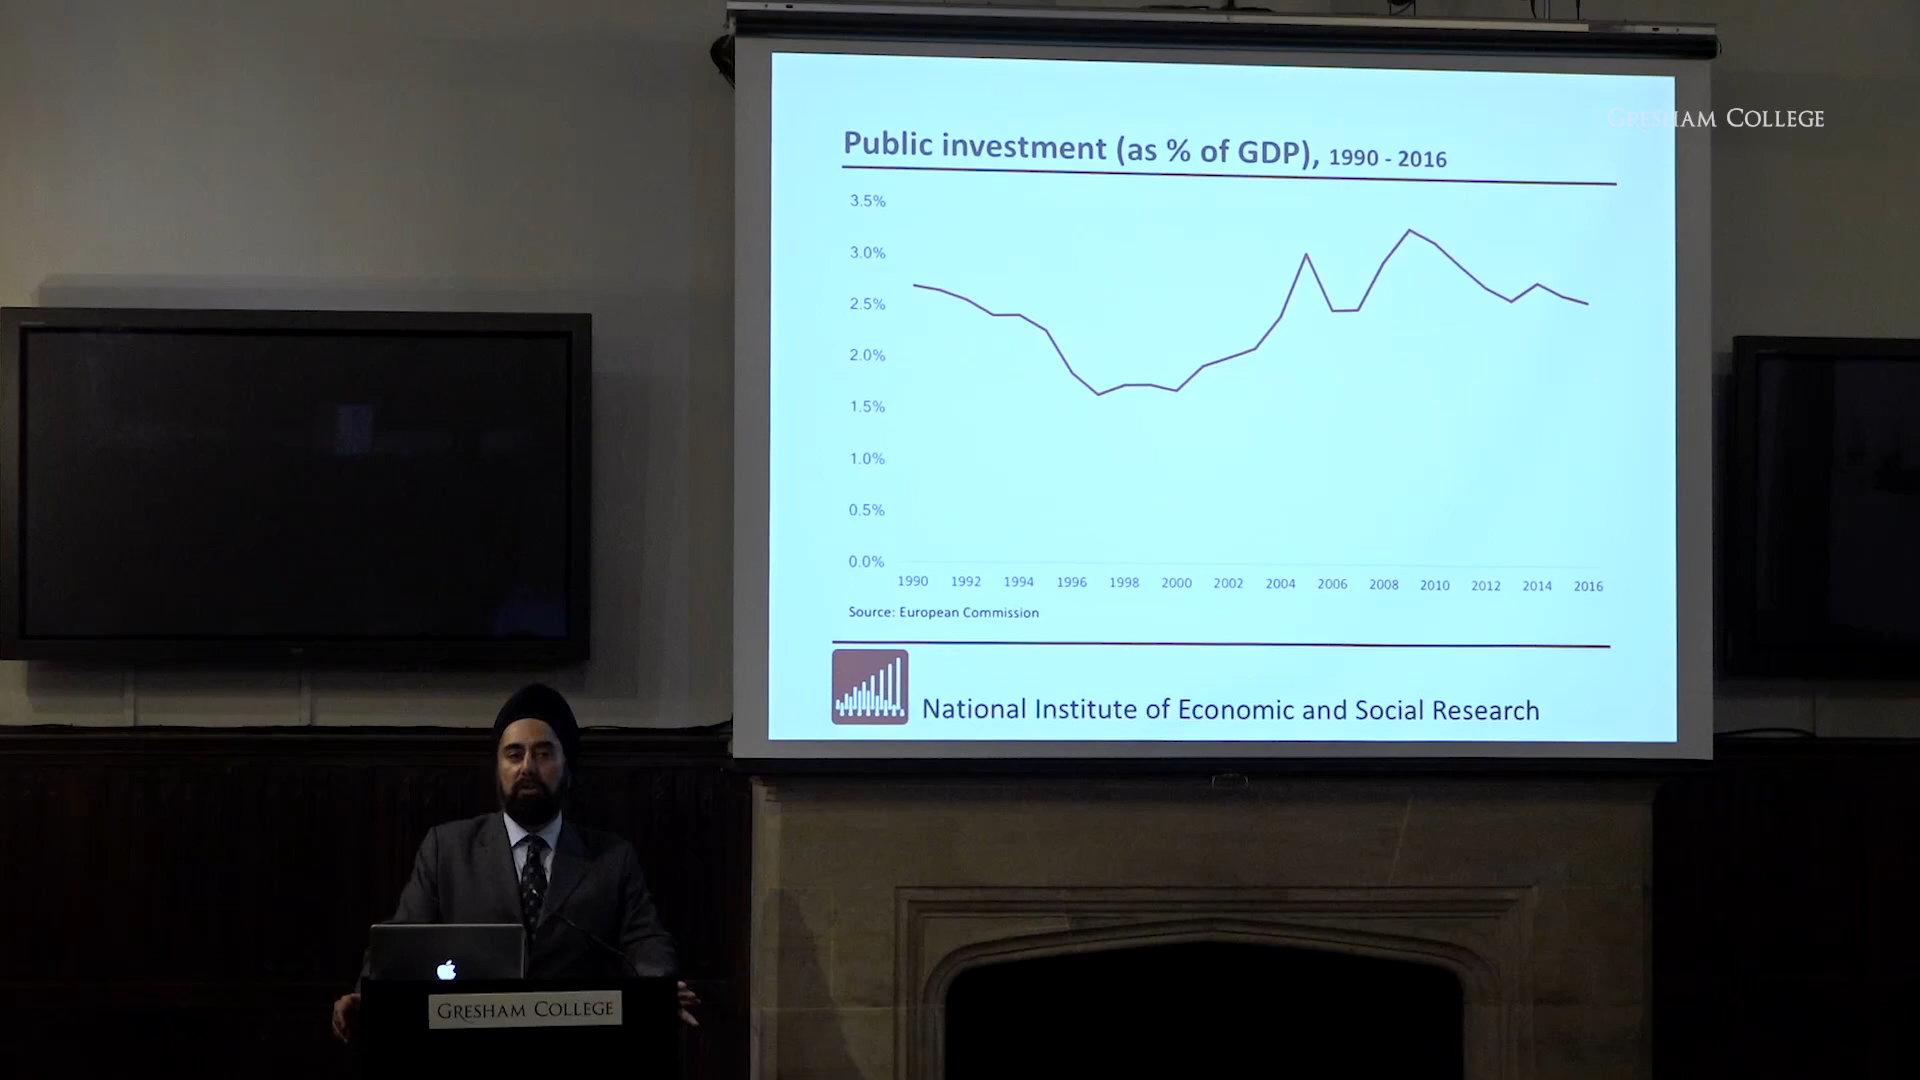 GRESHAM COLLEGE
Public investment (as % of GDP), 1990 - 2016
3.5%
3.0%
2.5%
2.0%
1.5%
1.0%
0.5%
0.0%
1990 1992 1994 1996 1998 2000 2002 2004 2006 2008 2010 2012 2014 2016
Source: European Commission
National Institute of Economic and Social Research
GRESHAM COLLEGE